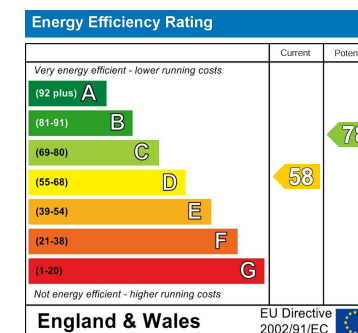 Energy Efficiency Rating
Current
Very energy efficient - lower running costs
(92 plus) A
(81-91) B
(69-80) C
(55-68) D
58
(39-54) E
(21-38) F
(1-20) G
Not energy efficient - higher running costs
England & Wales
EU Directive
2002/91/EC